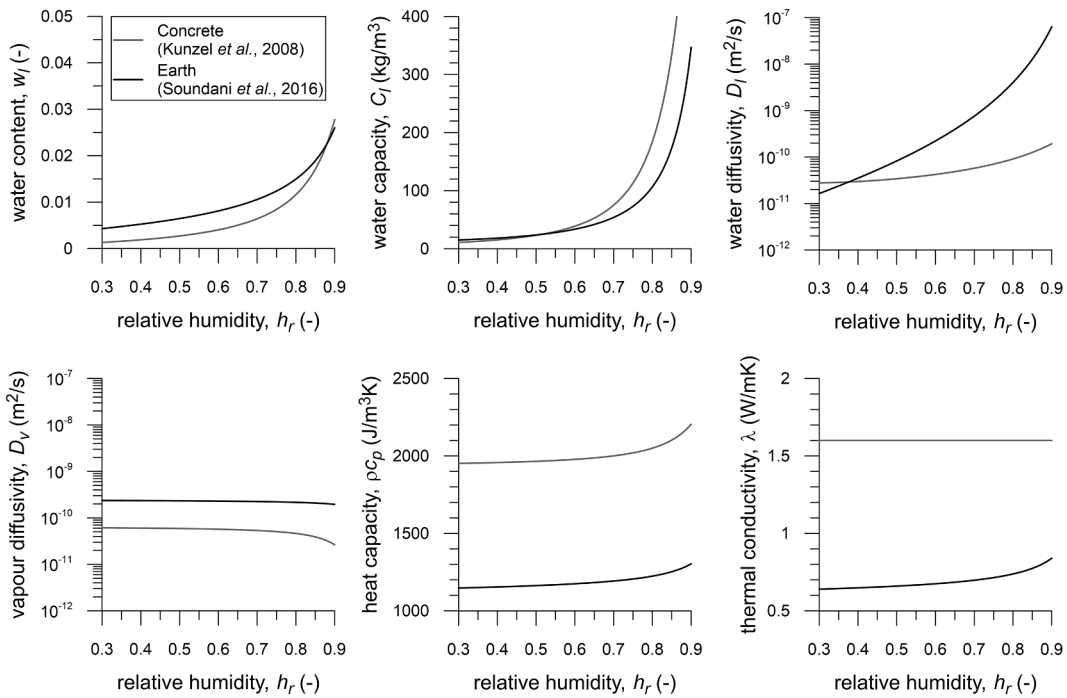 water content, wl (-)
0.05
0.04
0.03
0.02
0.01
0
Concrete
(Kunzel et al., 2008)
Earth
(Soundani et al., 2016)
0.3 0.4 0.5 0.6 0.7 0.8 0.9
relative humidity, hr (-)
water capacity, Cl (kg/m³)
400
300
200
100
0
0.3 0.4 0.5 0.6 0.7 0.8 0.9
relative humidity, hr (-)
water diffusivity, Dl (m²/s)
10⁻⁷
10⁻⁸
10⁻⁹
10⁻¹⁰
10⁻¹¹
10⁻¹²
0.3 0.4 0.5 0.6 0.7 0.8 0.9
relative humidity, hr (-)
vapour diffusivity, Dv (m²/s)
10⁻⁷
10⁻⁸
10⁻⁹
10⁻¹⁰
10⁻¹¹
10⁻¹²
0.3 0.4 0.5 0.6 0.7 0.8 0.9
relative humidity, hr (-)
heat capacity, ρcp (J/m³K)
2500
2000
1500
1000
0.3 0.4 0.5 0.6 0.7 0.8 0.9
relative humidity, hr (-)
thermal conductivity, λ (W/mK)
2
1.5
1
0.5
0.3 0.4 0.5 0.6 0.7 0.8 0.9
relative humidity, hr (-)